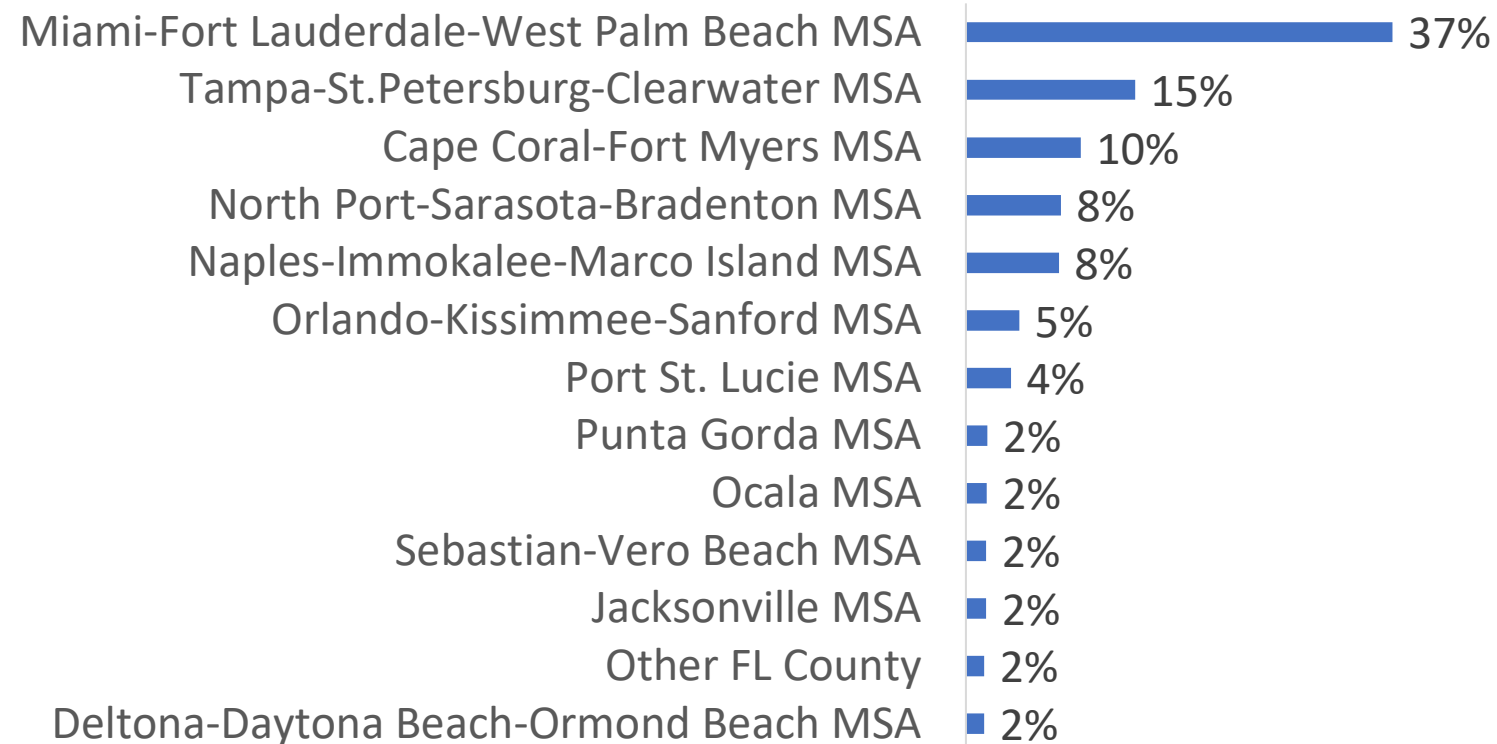 Miami-Fort Lauderdale-West Palm Beach MSA 37%
Tampa-St.Petersburg-Clearwater MSA 15%
Cape Coral-Fort Myers MSA 10%
North Port-Sarasota-Bradenton MSA 8%
Naples-Immokalee-Marco Island MSA 8%
Orlando-Kissimmee-Sanford MSA 5%
Port St. Lucie MSA 4%
Punta Gorda MSA 2%
Ocala MSA 2%
Sebastian-Vero Beach MSA 2%
Jacksonville MSA 2%
Other FL County 2%
Deltona-Daytona Beach-Ormond Beach MSA 2%